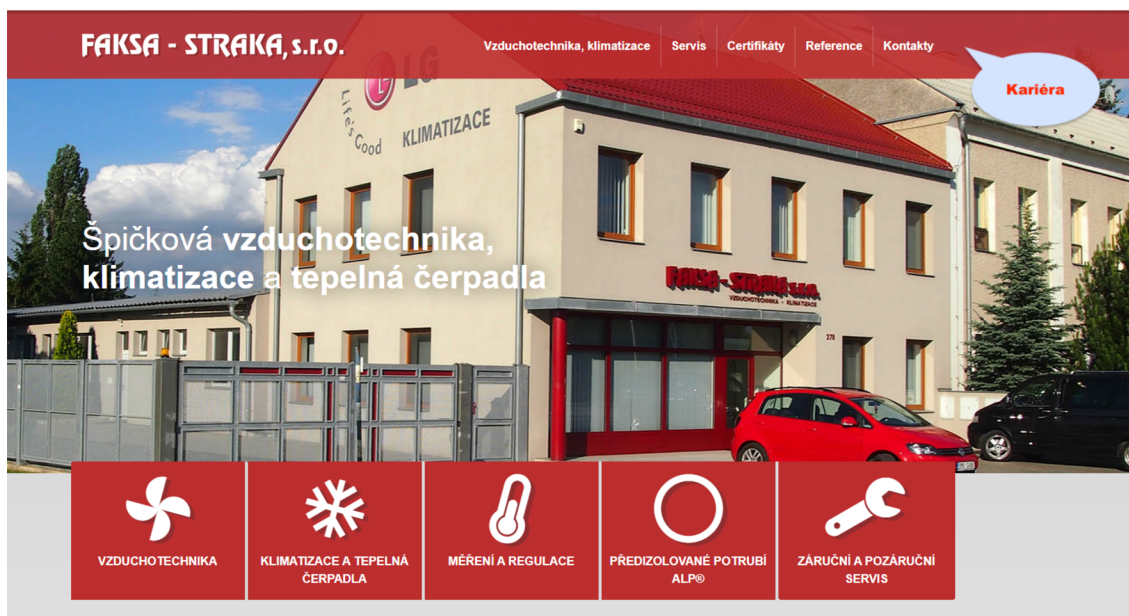 FAKSA - STRAKA, s.r.o.
Vzduchotechnika, klimatizace
Servis
Certifikáty
Reference
Kontakty
Kariéra
LG
Life's Good
KLIMATIZACE
Špičková vzduchotechnika,
klimatizace a tepelná čerpadla
FAKSA - STRAKA s.r.o.
VZDUCHOTECHNIKA - KLIMATIZACE
378
VZDUCHOTECHNIKA
KLIMATIZACE A TEPELNÁ
ČERPADLA
MĚŘENÍ A REGULACE
PŘEDIZOLOVANÉ POTRUBÍ
ALP®
ZÁRUČNÍ A POZÁRUČNÍ
SERVIS